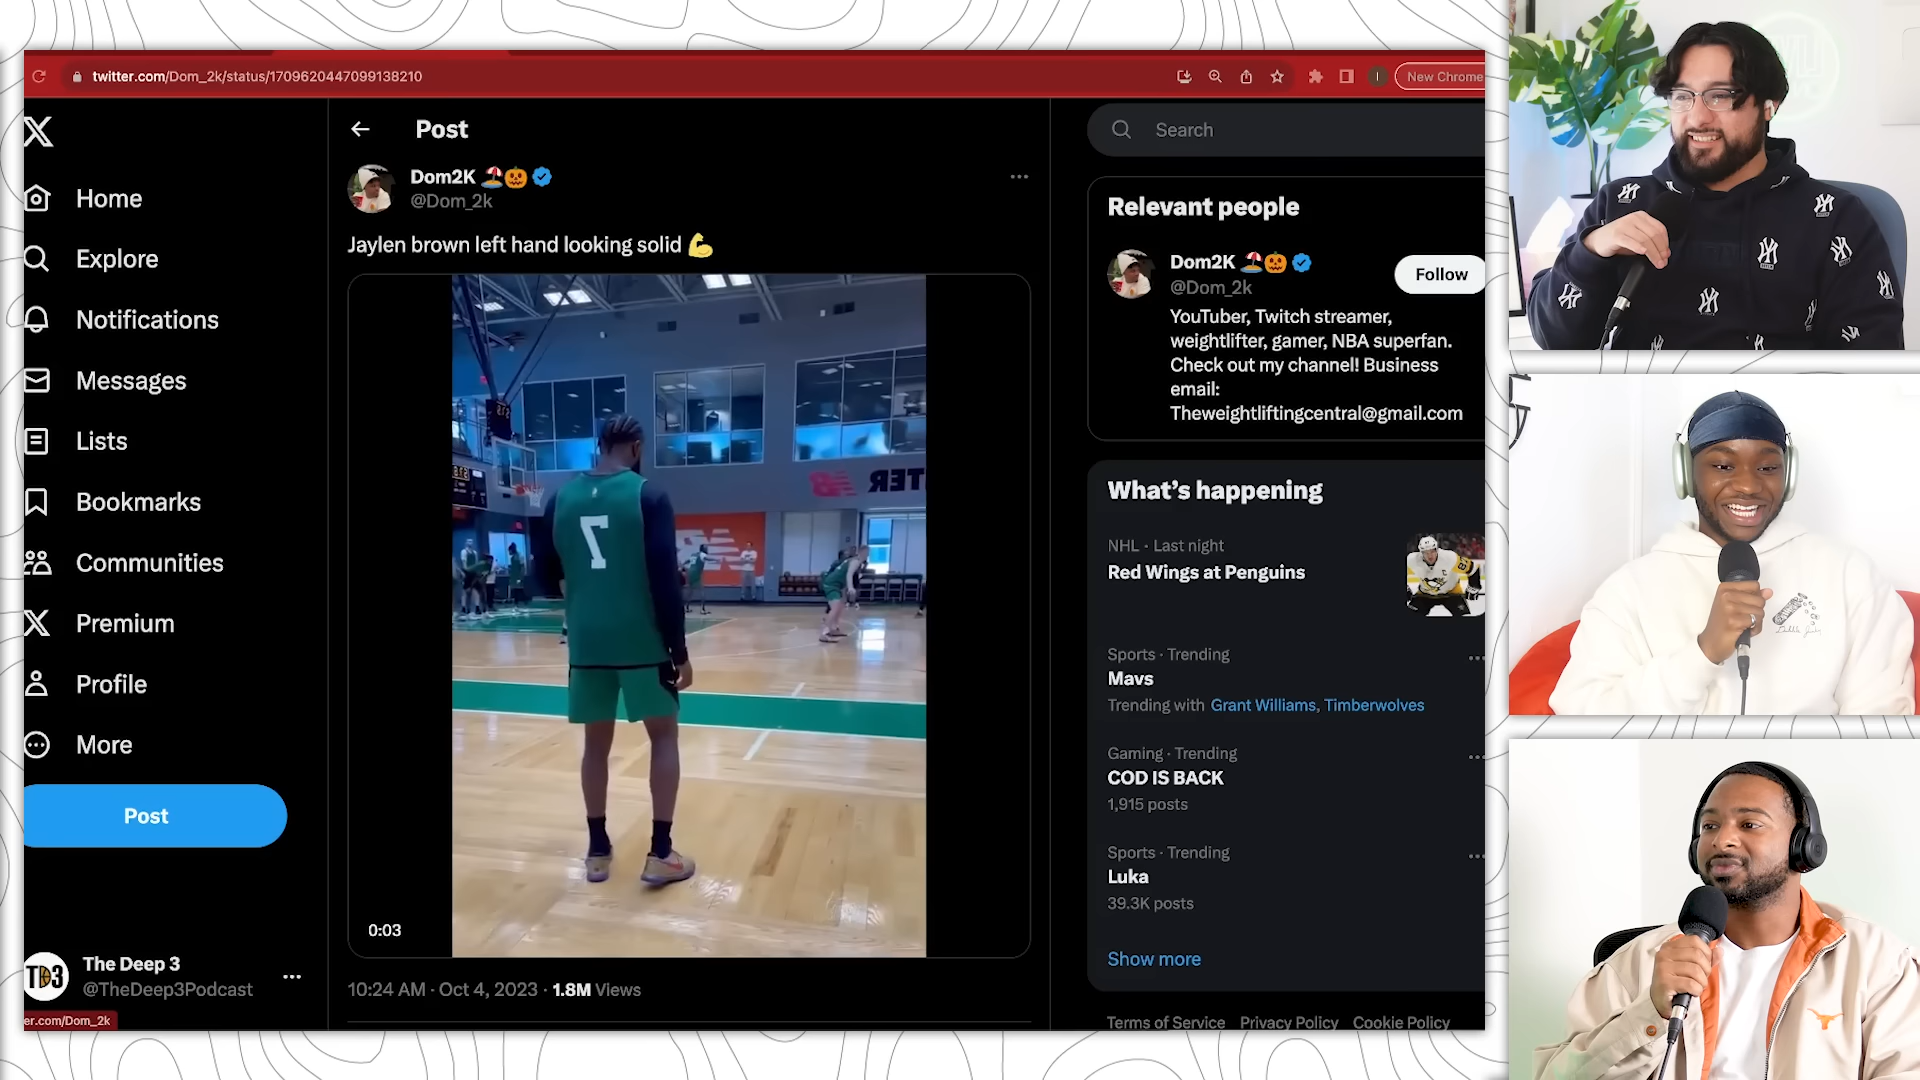 twitter.com/Dom_2k/status/1709620447099138210
New Chrome
Home
Explore
Notifications
Messages
Lists
Bookmarks
Communities
Premium
Profile
More
Post
The Deep 3
@TheDeep3Podcast
TD3
er.com/Dom_2k
Post
Dom2K
@Dom_2k
Jaylen brown left hand looking solid 💪
7
0:03
10:24 AM · Oct 4, 2023 · 1.8M Views
Search
Relevant people
Dom2K
@Dom_2k
Follow
YouTuber, Twitch streamer,
weightlifter, gamer, NBA superfan.
Check out my channel! Business
email:
Theweightliftingcentral@gmail.com
What's happening
NHL · Last night
Red Wings at Penguins
Sports · Trending
Mavs
Trending with Grant Williams, Timberwolves
Gaming · Trending
COD IS BACK
1,915 posts
Sports · Trending
Luka
39.3K posts
Show more
Terms of Service Privacy Policy Cookie Policy